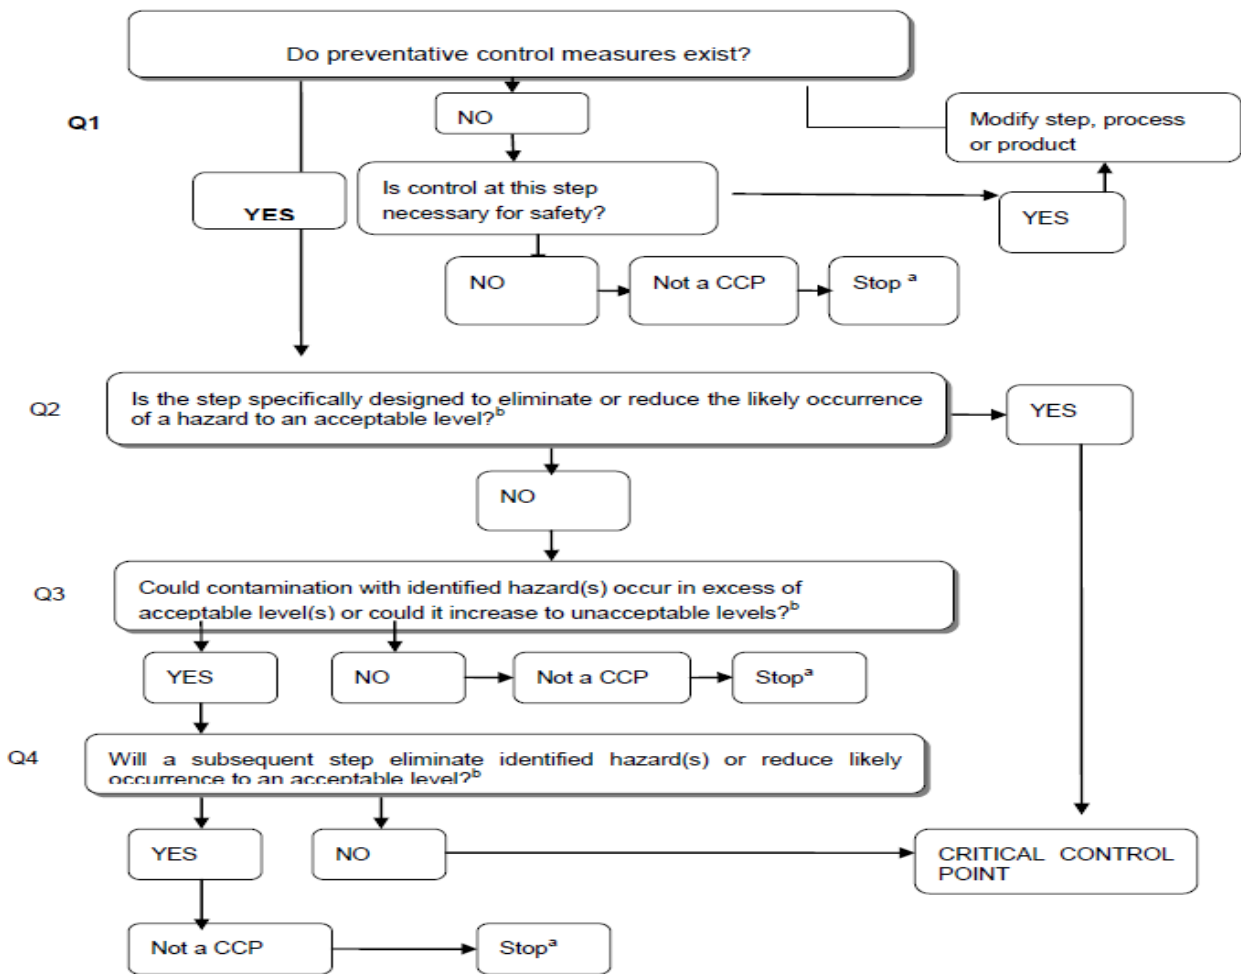 Do preventative control measures exist?
Q1
NO
Modify step, process
or product
YES
Is control at this step
necessary for safety?
YES
NO
Not a CCP
Stop ᵃ
Q2
Is the step specifically designed to eliminate or reduce the likely occurrence
of a hazard to an acceptable level?ᵇ
YES
NO
Q3
Could contamination with identified hazard(s) occur in excess of
acceptable level(s) or could it increase to unacceptable levels?ᵇ
YES
NO
Not a CCP
Stopᵃ
Q4
Will a subsequent step eliminate identified hazard(s) or reduce likely
occurrence to an acceptable level?ᵇ
YES
NO
CRITICAL CONTROL
POINT
Not a CCP
Stopᵃ